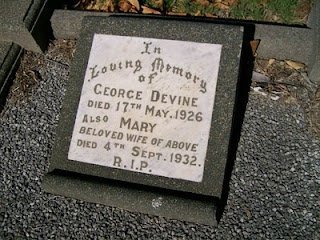 In
Loving Memory
of
GEORGE DEVINE
DIED 17TH MAY. 1926
ALSO MARY
BELOVED WIFE OF ABOVE
DIED 4TH SEPT. 1932.
R.I.P.